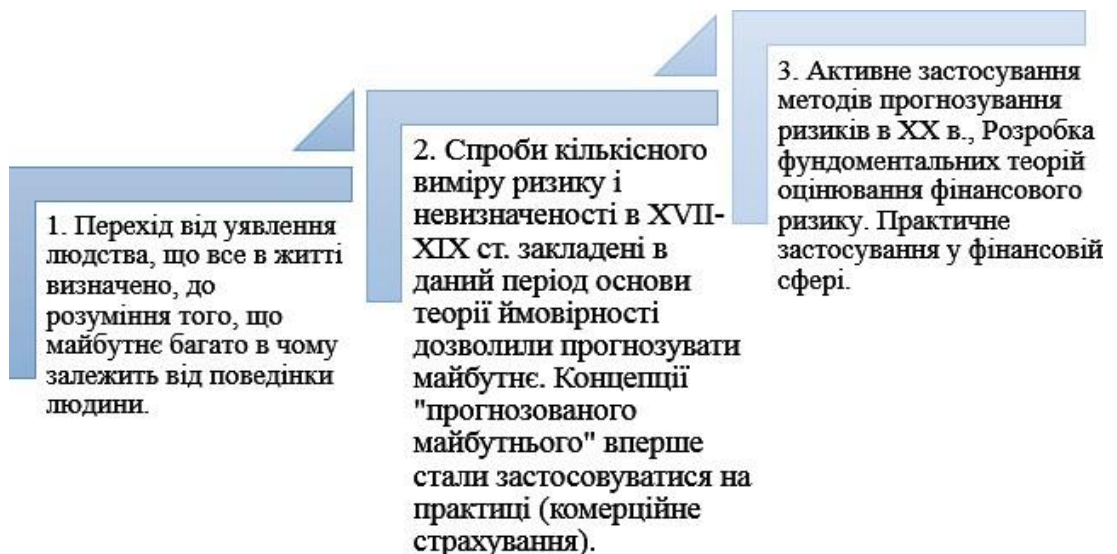 1. Перехід від уявлення
людства, що все в житті
визначено, до
розуміння того, що
майбутнє багато в чому
залежить від поведінки
людини.
2. Спроби кількісного
виміру ризику і
невизначеності в XVII-
XIX ст. закладені в
даний період основи
теорії ймовірності
дозволили прогнозувати
майбутнє. Концепції
"прогнозованого
майбутнього" вперше
стали застосовуватися на
практиці (комерційне
страхування).
3. Активне застосування
методів прогнозування
ризиків в XX в., Розробка
фундоментальних теорій
оцінювання фінансового
ризику. Практичне
застосування у фінансовій
сфері.